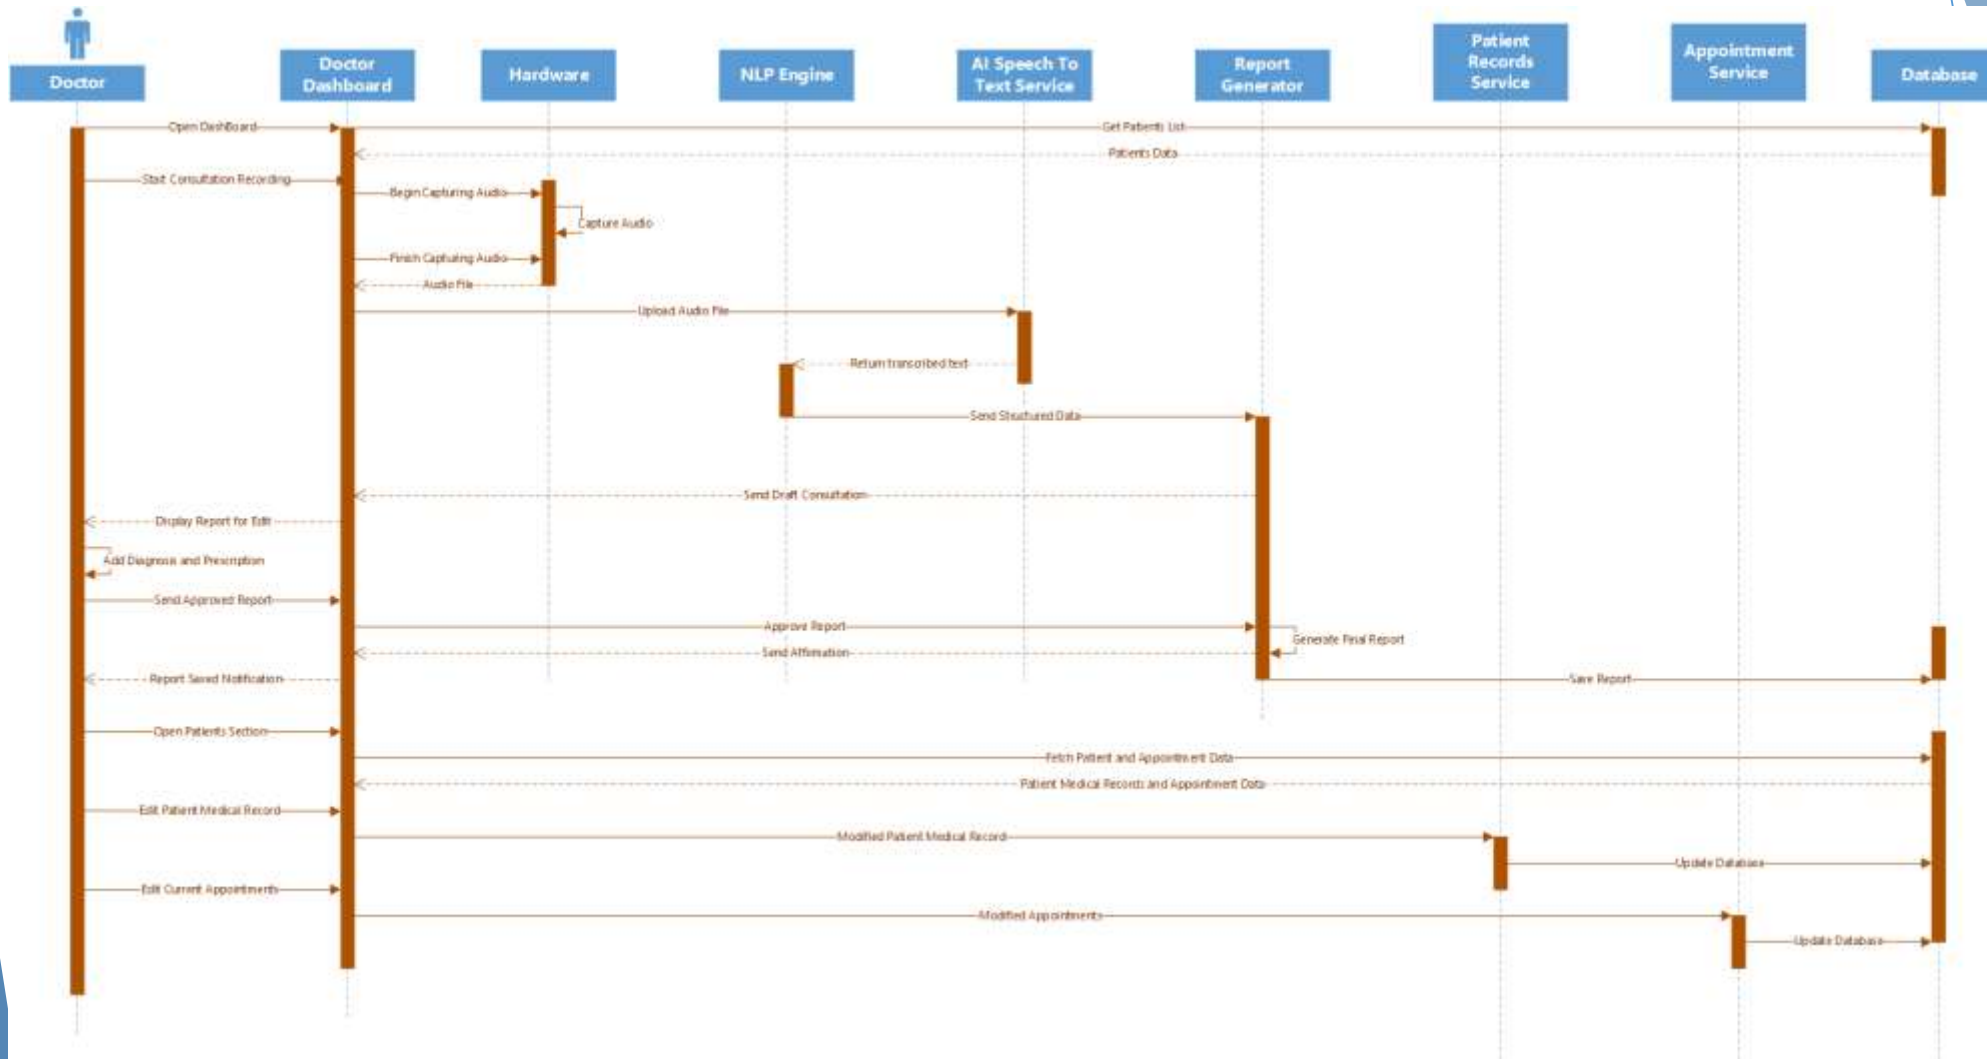 Doctor
Doctor
Dashboard
Hardware
NLP Engine
AI Speech To
Text Service
Report
Generator
Patient
Records
Service
Appointment
Service
Database
Open DashBoard
Get Patients List
Patients Data
Start Consultation Recording
Begin Capturing Audio
Capture Audio
Finish Capturing Audio
Audio File
Upload Audio File
Return transcribed text
Send Structured Data
Send Draft Consultation
Display Report for Edit
Add Diagnosis and Prescription
Send Approved Report
Approve Report
Generate Final Report
Send Affirmation
Report Saved Notification
Save Report
Open Patients Section
Fetch Patient and Appointment Data
Patient Medical Records and Appointment Data
Edit Patient Medical Record
Modified Patient Medical Record
Update Database
Edit Current Appointments
Modified Appointments
Update Database